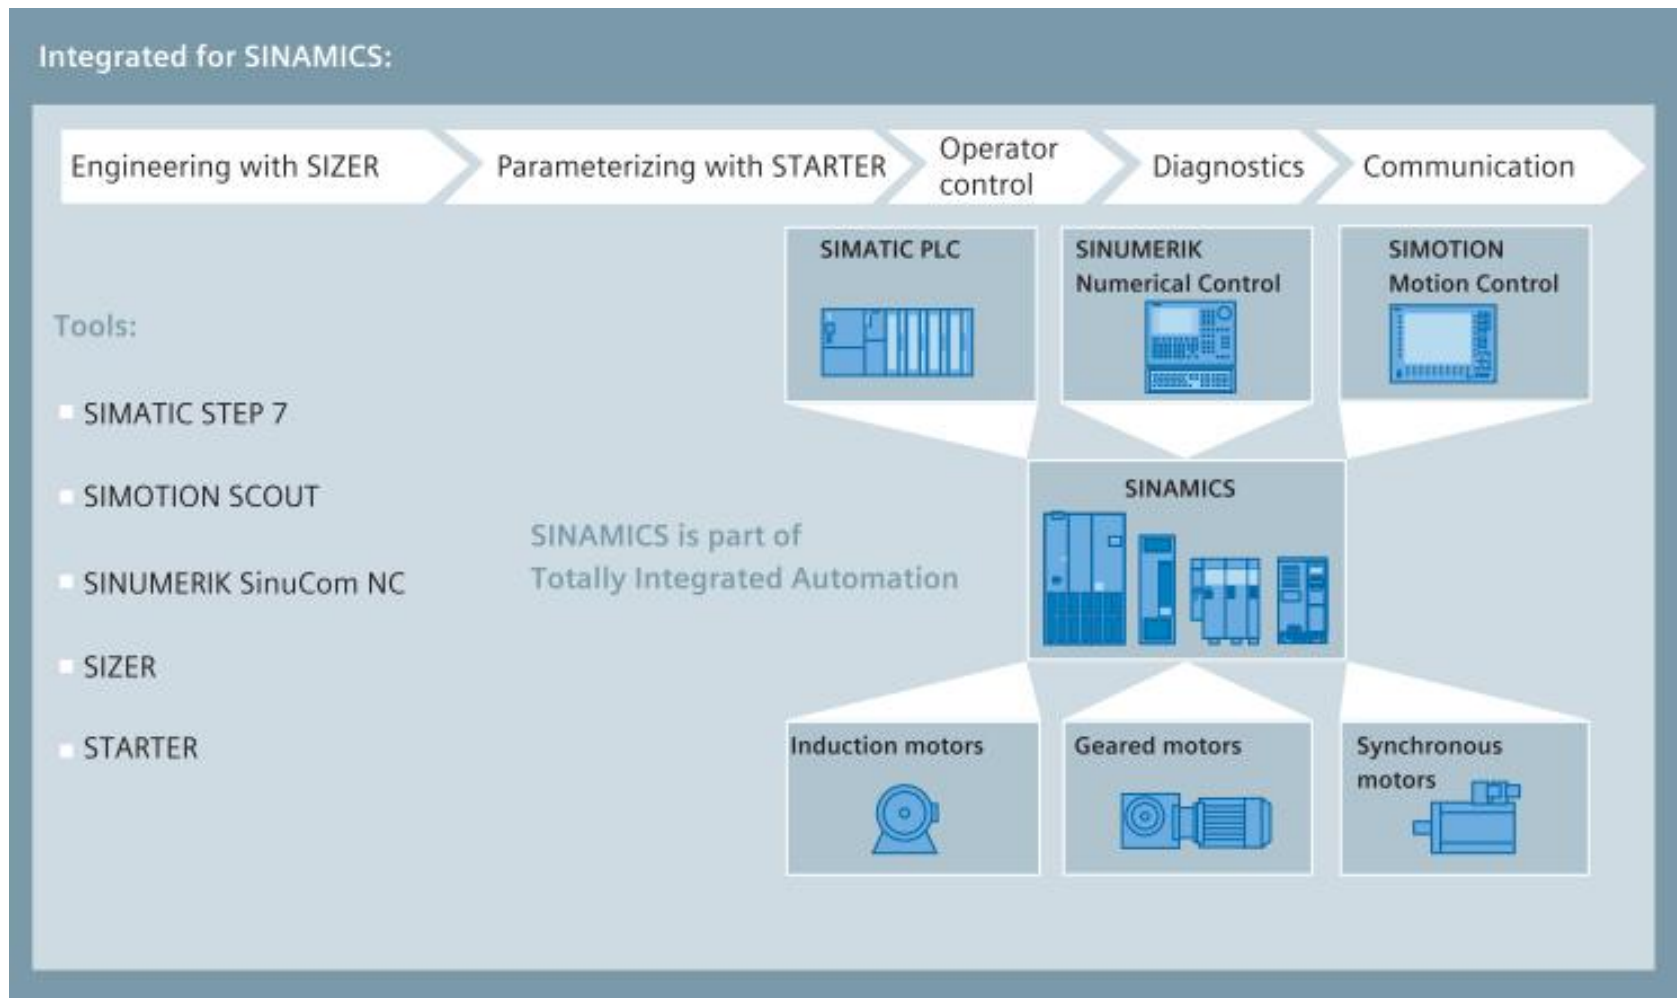 Integrated for SINAMICS:
Engineering with SIZER
Parameterizing with STARTER
Operator
control
Diagnostics
Communication
Tools:
SIMATIC STEP 7
SIMOTION SCOUT
SINUMERIK SinuCom NC
SIZER
STARTER
SINAMICS is part of
Totally Integrated Automation
SIMATIC PLC
SINUMERIK
Numerical Control
SIMOTION
Motion Control
SINAMICS
Induction motors
Geared motors
Synchronous
motors